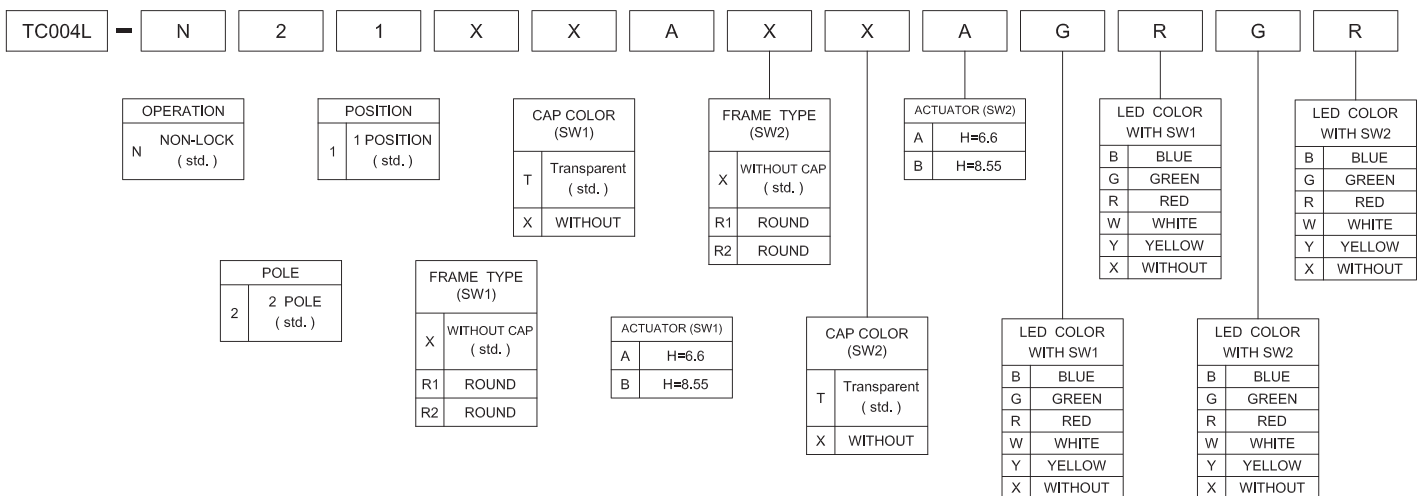 TC004L - N 2 1 X X A X X A G R G R
OPERATION
N NON-LOCK
( std. )
POSITION
1 1 POSITION
( std. )
CAP COLOR
(SW1)
T Transparent
( std. )
X WITHOUT
FRAME TYPE
(SW2)
X WITHOUT CAP
( std. )
R1 ROUND
R2 ROUND
ACTUATOR (SW2)
A H=6.6
B H=8.55
LED COLOR
WITH SW1
B BLUE
G GREEN
R RED
W WHITE
Y YELLOW
X WITHOUT
LED COLOR
WITH SW2
B BLUE
G GREEN
R RED
W WHITE
Y YELLOW
X WITHOUT
POLE
2 2 POLE
( std. )
FRAME TYPE
(SW1)
X WITHOUT CAP
( std. )
R1 ROUND
R2 ROUND
ACTUATOR (SW1)
A H=6.6
B H=8.55
CAP COLOR
(SW2)
T Transparent
( std. )
X WITHOUT
LED COLOR
WITH SW1
B BLUE
G GREEN
R RED
W WHITE
Y YELLOW
X WITHOUT
LED COLOR
WITH SW2
B BLUE
G GREEN
R RED
W WHITE
Y YELLOW
X WITHOUT